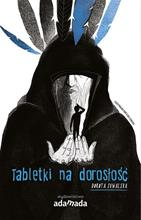 Tabletki na dorosłość
DOROTA SUWALSKA
wydawnictwo
adamada